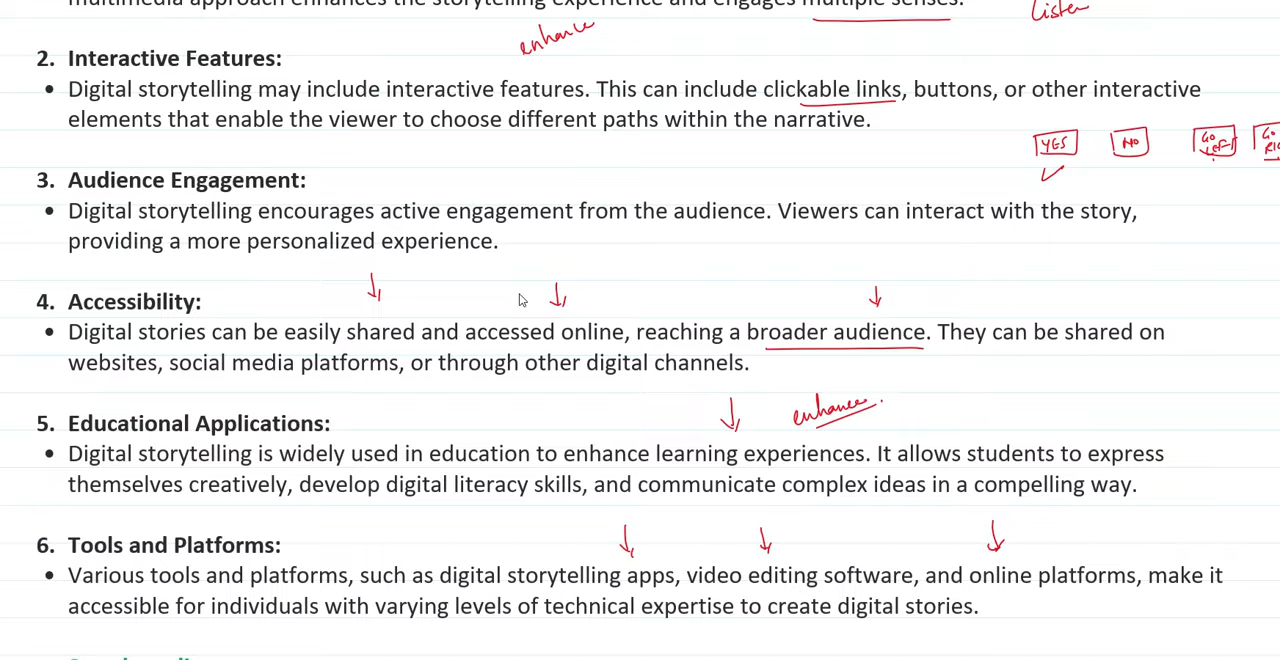 multimedia approach enhances the storytelling experience and engages multiple senses.
Listen
enhance
2. Interactive Features:
• Digital storytelling may include interactive features. This can include clickable links, buttons, or other interactive
elements that enable the viewer to choose different paths within the narrative.
YES NO GO LEFT GO
3. Audience Engagement:
• Digital storytelling encourages active engagement from the audience. Viewers can interact with the story,
providing a more personalized experience.
4. Accessibility:
• Digital stories can be easily shared and accessed online, reaching a broader audience. They can be shared on
websites, social media platforms, or through other digital channels.
enhance
5. Educational Applications:
• Digital storytelling is widely used in education to enhance learning experiences. It allows students to express
themselves creatively, develop digital literacy skills, and communicate complex ideas in a compelling way.
6. Tools and Platforms:
• Various tools and platforms, such as digital storytelling apps, video editing software, and online platforms, make it
accessible for individuals with varying levels of technical expertise to create digital stories.